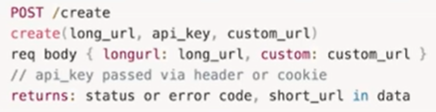 POST /create
create(long_url, api_key, custom_url)
req body { longurl: long_url, custom: custom_url }
// api_key passed via header or cookie
returns: status or error code, short_url in data